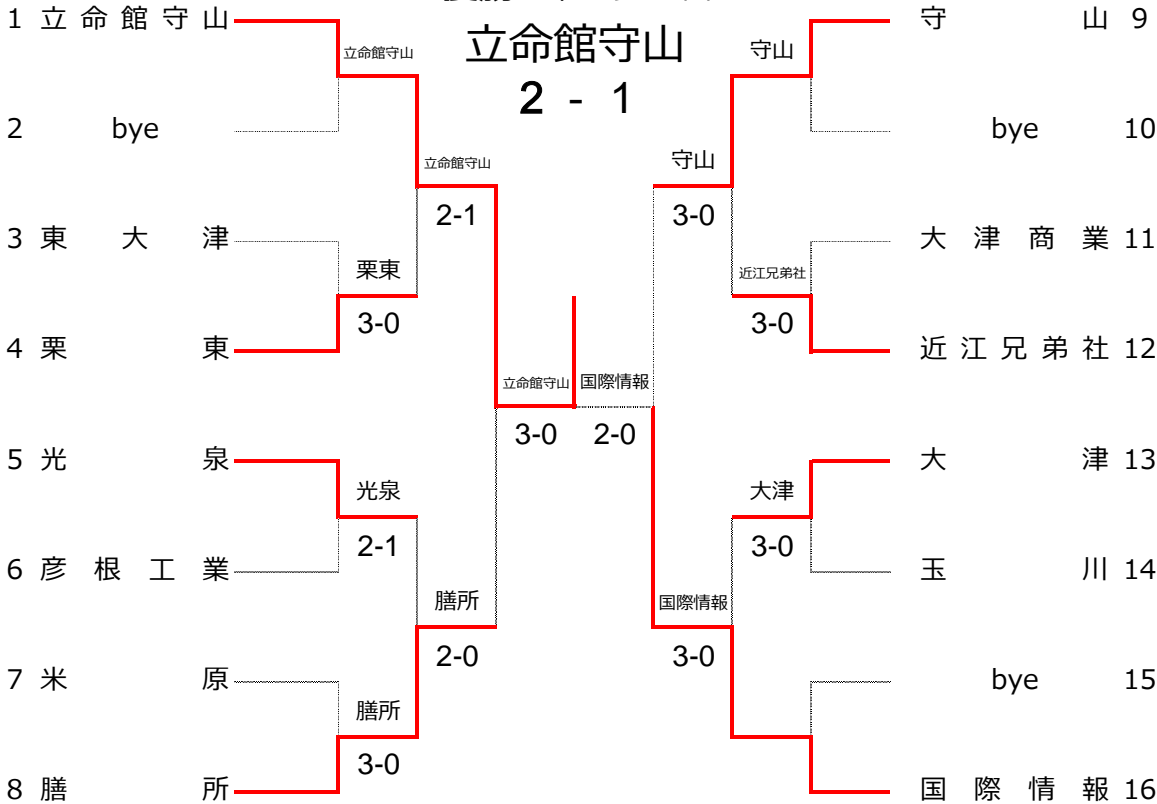 立命館守山
2 - 1
1 立命館守山
2 bye
3 東大津
4 栗東
5 光泉
6 彦根工業
7 米原
8 膳所
立命館守山
栗東
3-0
光泉
2-1
膳所
3-0
立命館守山
2-1
膳所
2-0
立命館守山
3-0
国際情報
2-0
守山
3-0
国際情報
3-0
守山
近江兄弟社
3-0
大津
3-0
守山 9
bye 10
大津商業 11
近江兄弟社 12
大津 13
玉川 14
bye 15
国際情報 16